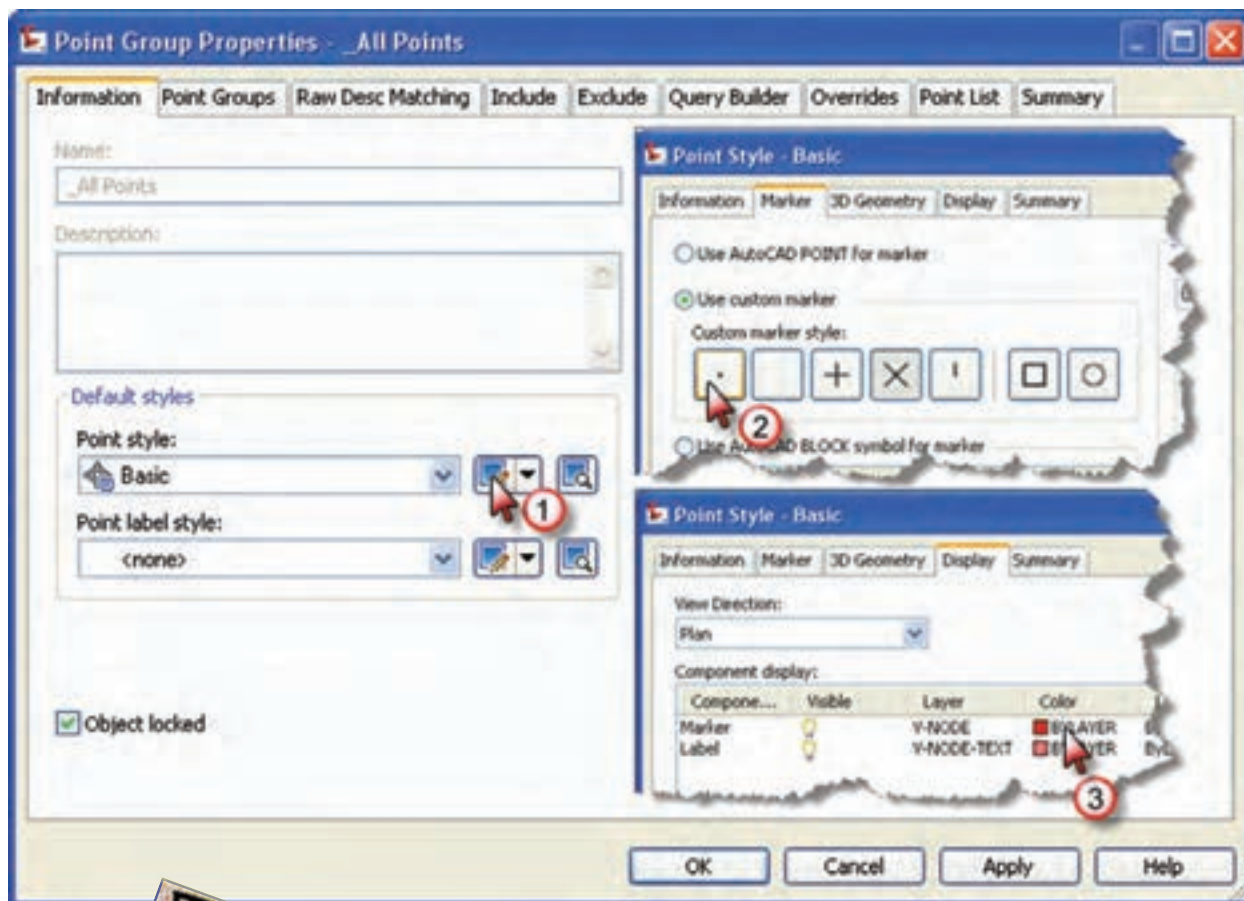 Point Group Properties - _All Points
Information Point Groups Raw Desc Matching Include Exclude Query Builder Overrides Point List Summary
Name:
_All Points
Description:
Default styles
Point style:
Basic
1
Point label style:
<none>
Object locked
Point Style - Basic
Information Marker 3D Geometry Display Summary
Use AutoCAD POINT for marker
Use custom marker
Custom marker style:
2
Use AutoCAD BLOCK symbol for marker
Point Style - Basic
Information Marker 3D Geometry Display Summary
View Direction:
Plan
Component display:
Compone... Visible Layer Color
Marker V-NODE BYLAYER
Label V-NODE-TEXT
3
OK Cancel Apply Help